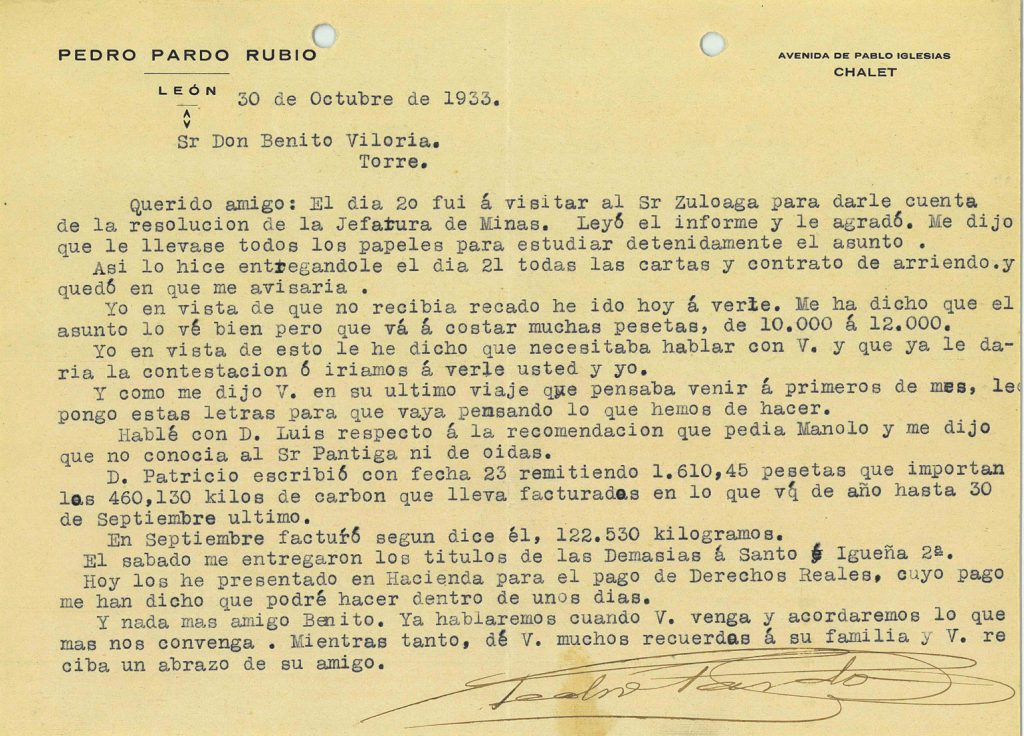 PEDRO PARDO RUBIO
AVENIDA DE PABLO IGLESIAS
CHALET
LEÓN
30 de Octubre de 1933.
Sr Don Benito Viloria.
Torre.
Querido amigo: El dia 2o fui á visitar al Sr Zuloaga para darle cuenta
de la resolucion de la Jefatura de Minas. Leyó el informe y le agradó. Me dijo
que le llevase todos los papeles para estudiar detenidamente el asunto .
Asi lo hice entregandole el dia 21 todas las cartas y contrato de arriendo.y
quedó en que me avisaria .
Yo en vista de que no recibia recado he ido hoy á verle. Me ha dicho que el
asunto lo vé bien pero que vá á costar muchas pesetas, de 10.000 á 12.000.
Yo en vista de esto le he dicho que necesitaba hablar con V. y que ya le da-
ria la contestacion ó iriamos á verle usted y yo.
Y como me dijo V. en su ultimo viaje que pensaba venir á primeros de mes, le
pongo estas letras para que vaya pensando lo que hemos de hacer.
Hablé con D. Luis respecto á la recomendacion que pedia Manolo y me dijo
que no conocia al Sr Pantiga ni de oidas.
D. Patricio escribió con fecha 23 remitiendo 1.610,45 pesetas que importan
los 460,130 kilos de carbon que lleva facturados en lo que vá de año hasta 30
de Septiembre ultimo.
En Septiembre facturó segun dice él, 122.530 kilogramos.
El sabado me entregaron los titulos de las Demasias á Santo é Igueña 2ª.
Hoy los he presentado en Hacienda para el pago de Derechos Reales, cuyo pago
me han dicho que podré hacer dentro de unos dias.
Y nada mas amigo Benito. Ya hablaremos cuando V. venga y acordaremos lo que
mas nos convenga . Mientras tanto, dé V. muchos recuerdos á su familia y V. re
ciba un abrazo de su amigo.
Pedro Pardo